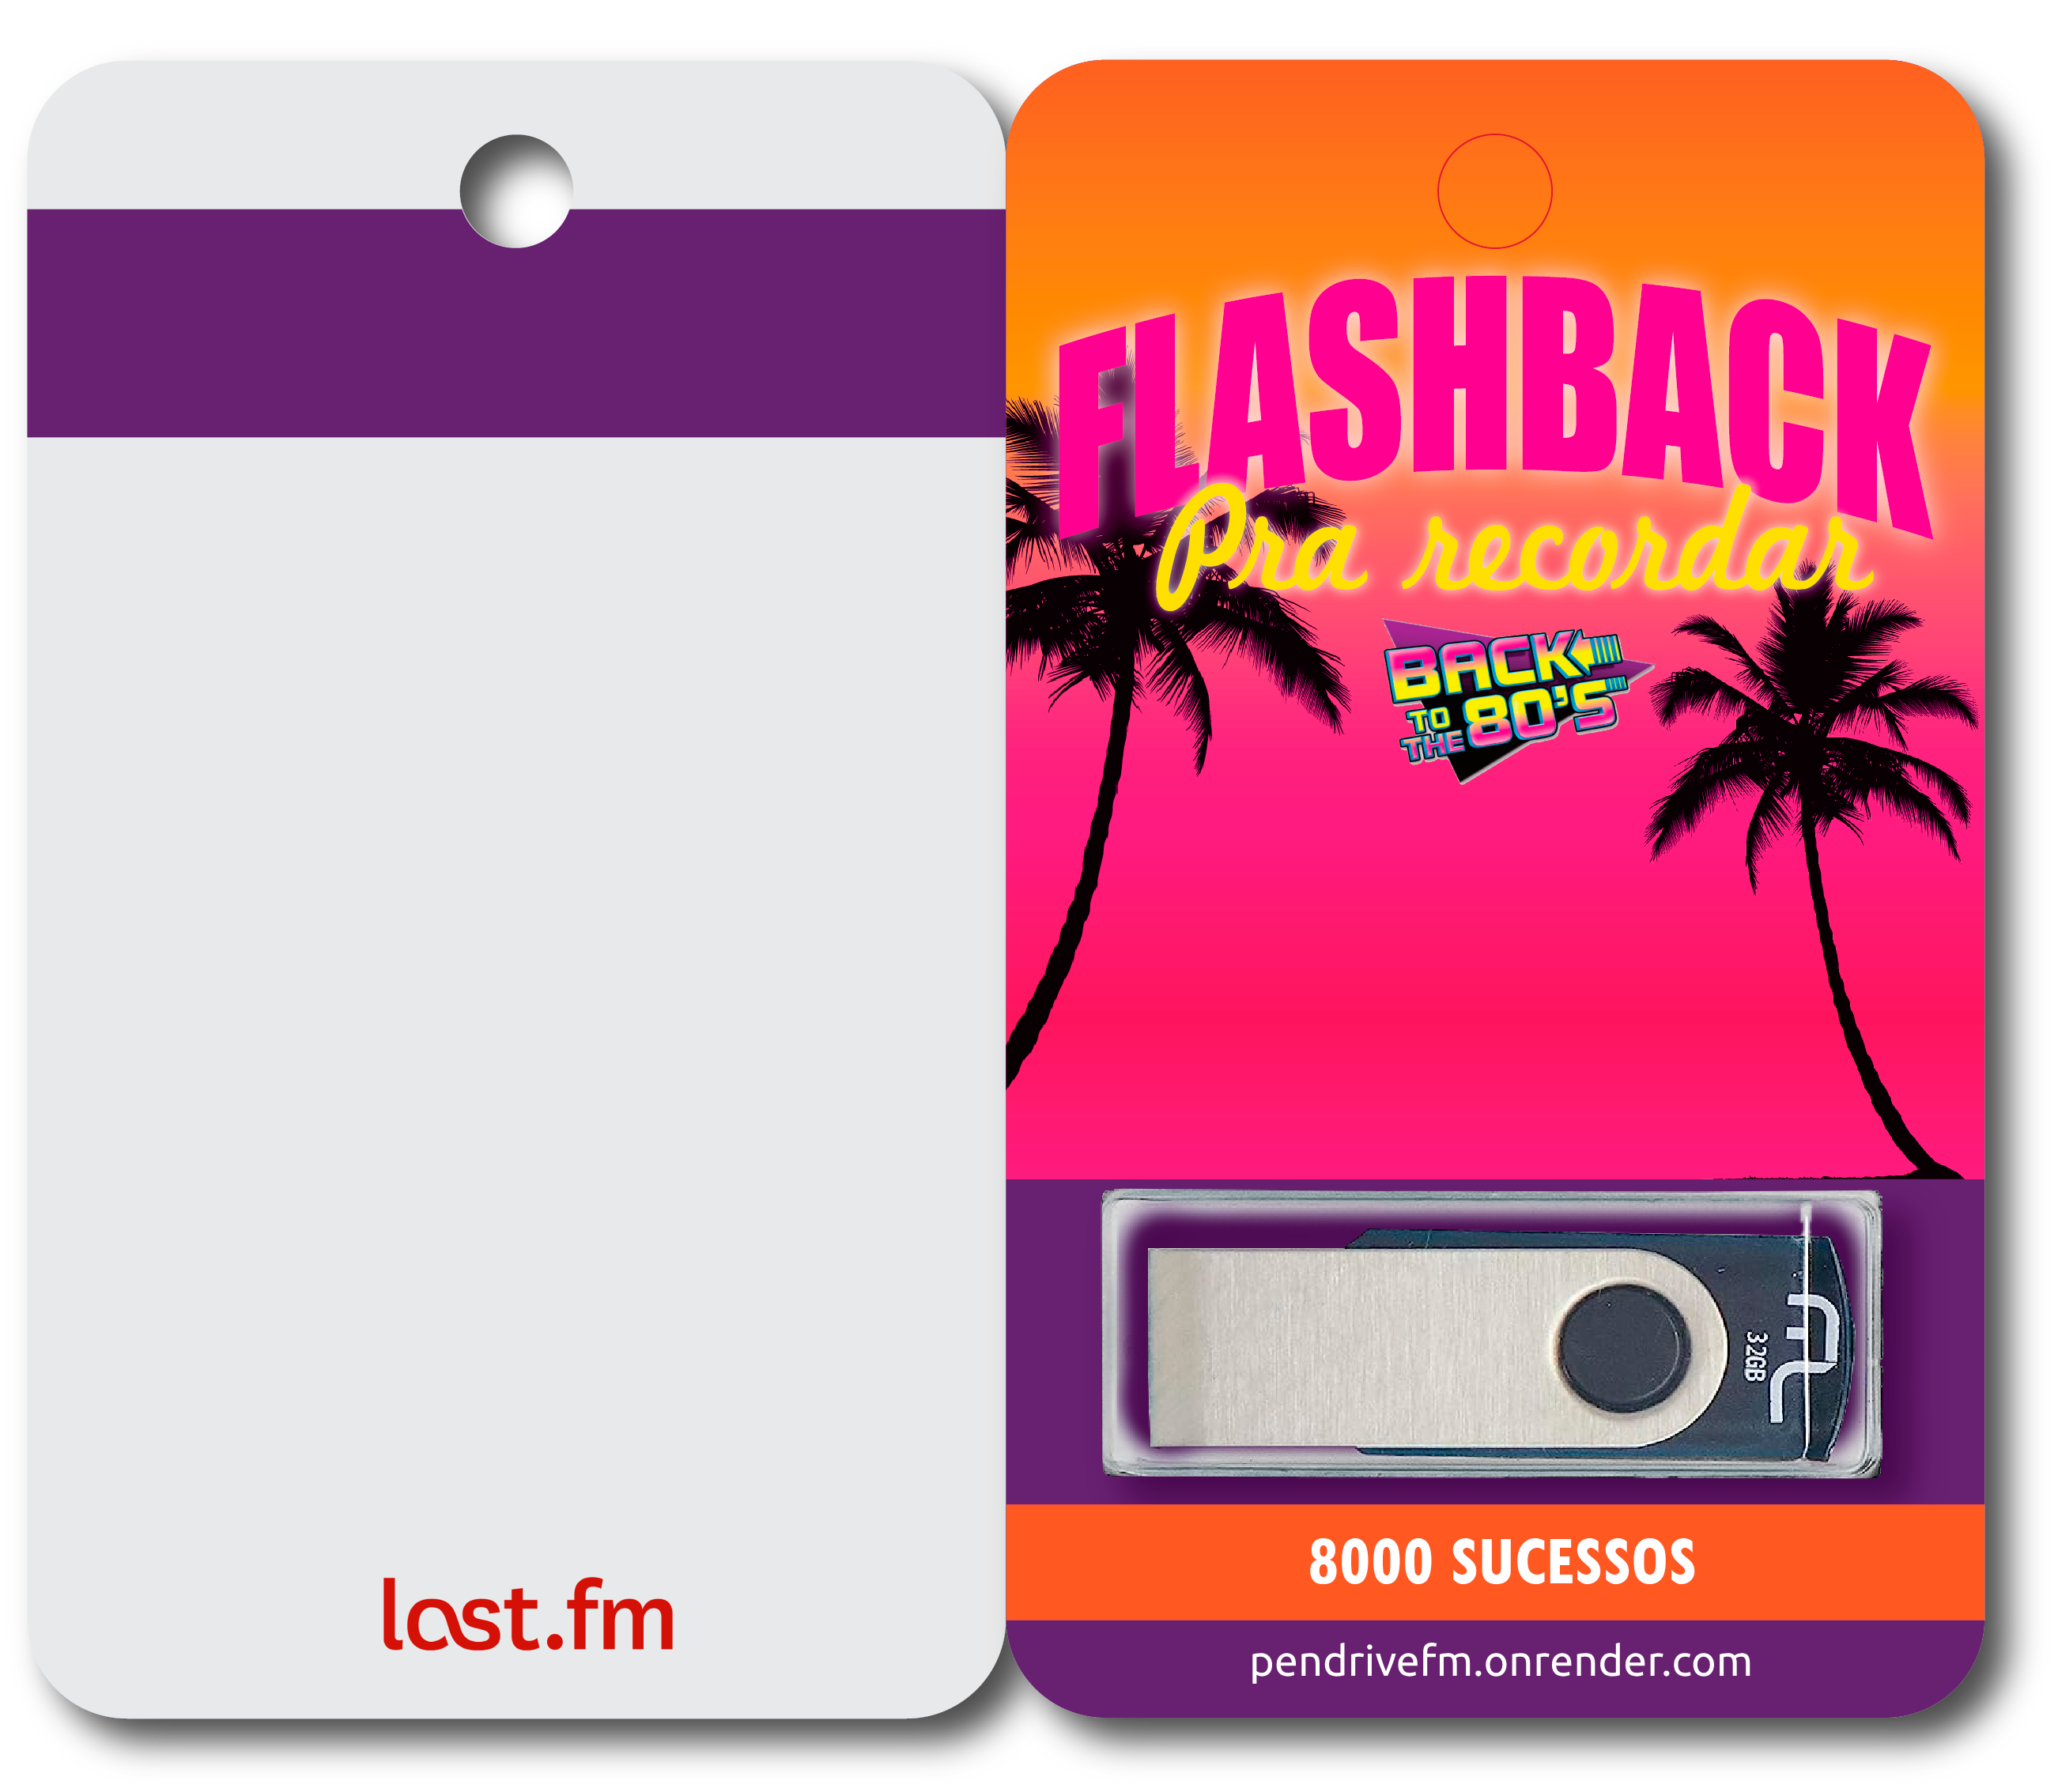 FLASHBACK
Pra recordar
BACK
TO THE 80'S
32GB
8000 SUCESSOS
pendrivefm.onrender.com
last.fm